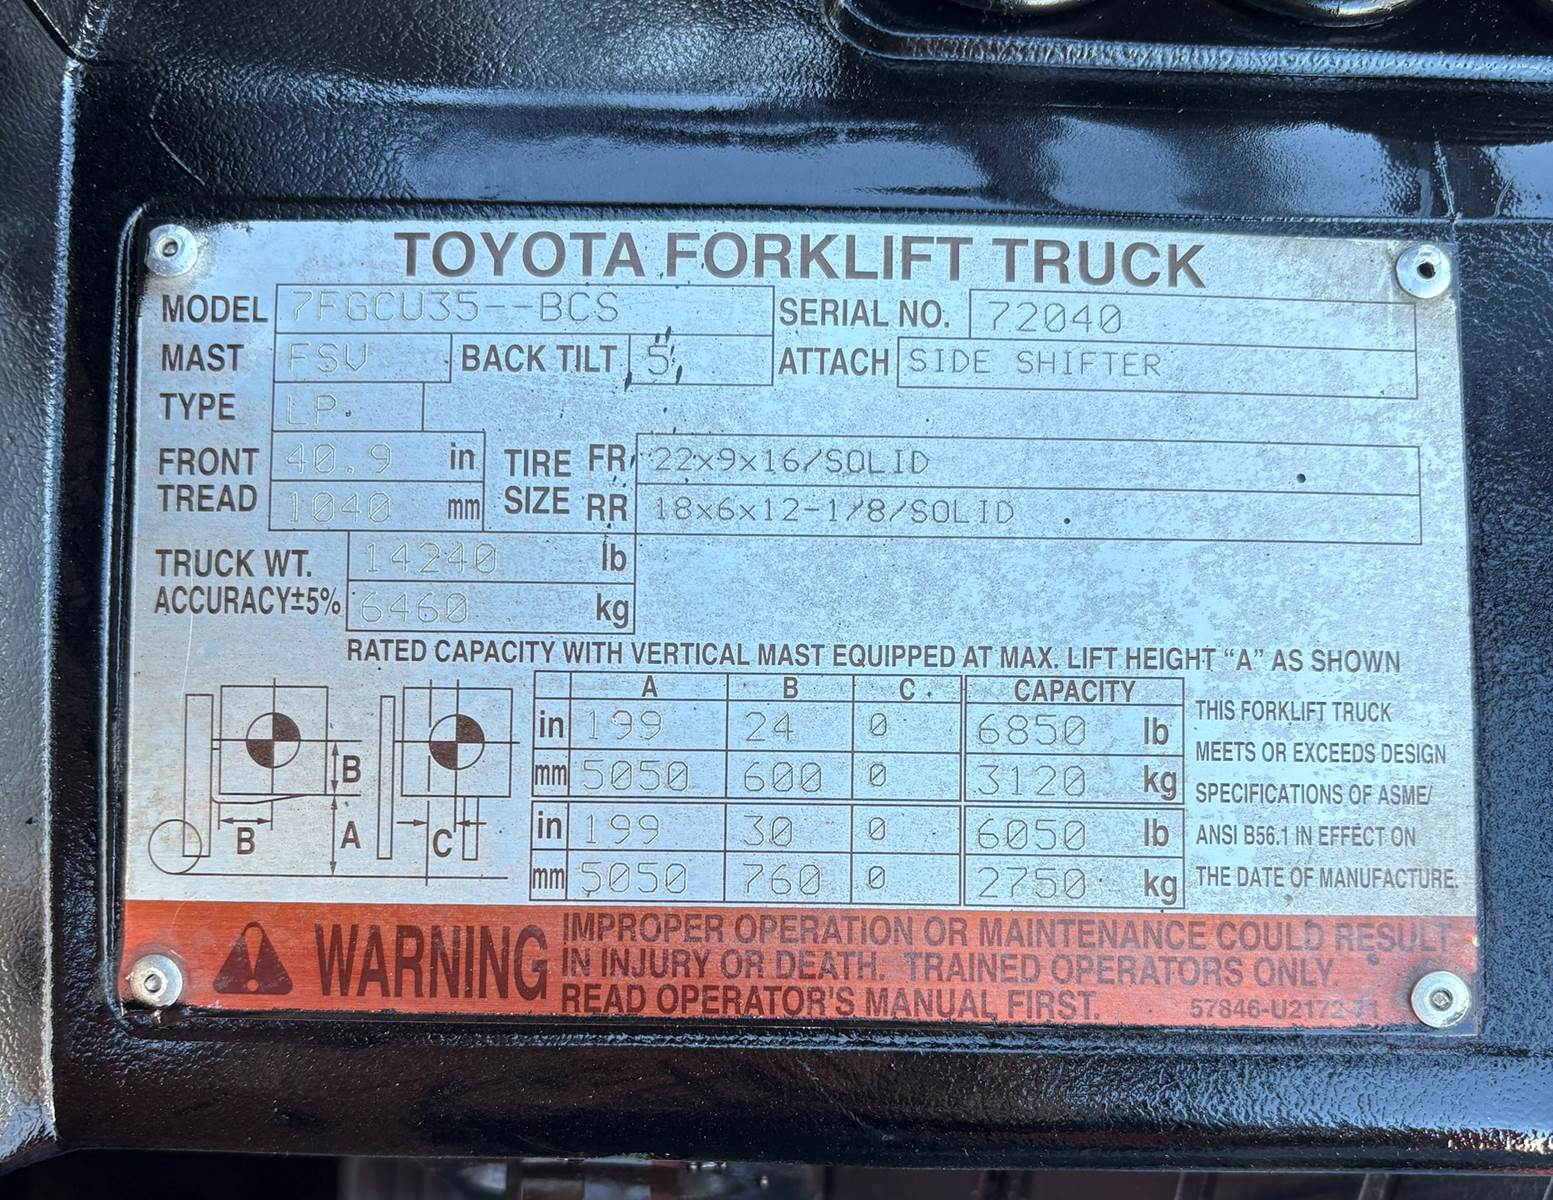 TOYOTA FORKLIFT TRUCK
MODEL 7FGCU35--BCS SERIAL NO. 72040
MAST FSV BACK TILT 5 ATTACH SIDE SHIFTER
TYPE LP
FRONT TREAD 40.9 in TIRE SIZE FR 22x9x16/SOLID
1040 mm RR 18x6x12-1/8/SOLID
TRUCK WT. 14240 lb
ACCURACY±5% 6460 kg
RATED CAPACITY WITH VERTICAL MAST EQUIPPED AT MAX. LIFT HEIGHT "A" AS SHOWN
A B C CAPACITY
in 199 24 0 6850 lb
mm 5050 600 0 3120 kg
in 199 30 0 6050 lb
mm 5050 760 0 2750 kg
B
B A C
THIS FORKLIFT TRUCK
MEETS OR EXCEEDS DESIGN
SPECIFICATIONS OF ASME/
ANSI B56.1 IN EFFECT ON
THE DATE OF MANUFACTURE.
WARNING
IMPROPER OPERATION OR MAINTENANCE COULD RESULT
IN INJURY OR DEATH. TRAINED OPERATORS ONLY.
READ OPERATOR'S MANUAL FIRST. 57846-U2172-71